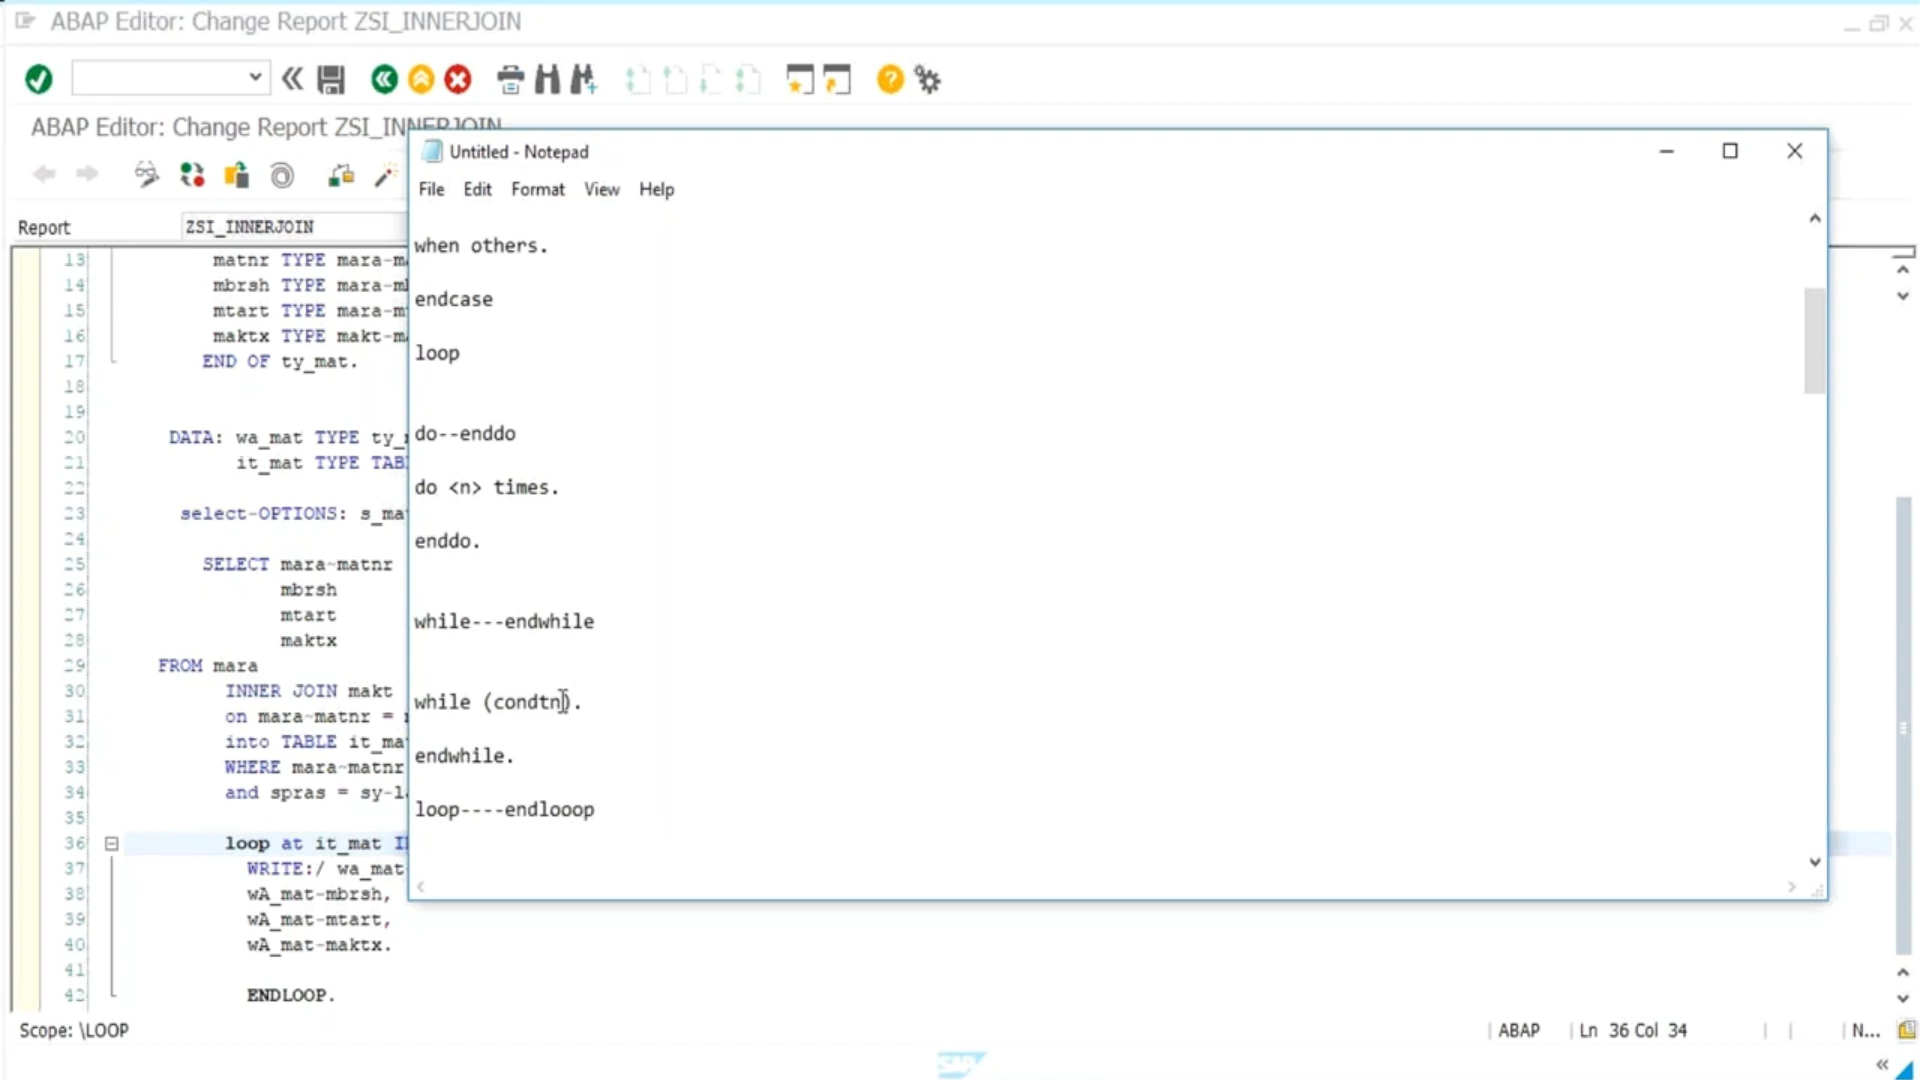 ABAP Editor: Change Report ZSI_INNERJOIN
ABAP Editor: Change Report ZSI_INNERJOIN
Report ZSI_INNERJOIN
13 matnr TYPE mara-m
14 mbrsh TYPE mara-m
15 mtart TYPE mara-m
16 maktx TYPE makt-m
17 END OF ty_mat.
18
19
20 DATA: wa_mat TYPE ty_
21 it_mat TYPE TAB
22
23 select-OPTIONS: s_ma
24
25 SELECT mara~matnr
26 mbrsh
27 mtart
28 maktx
29 FROM mara
30 INNER JOIN makt
31 on mara~matnr =
32 into TABLE it_ma
33 WHERE mara~matnr
34 and spras = sy-l
35
36 loop at it_mat I
37 WRITE:/ wa_mat
38 wA_mat-mbrsh,
39 wA_mat-mtart,
40 wA_mat-maktx.
41
42 ENDLOOP.
Scope: \LOOP
ABAP Ln 36 Col 34 N...
SAP
Untitled - Notepad
File Edit Format View Help
when others.
endcase
loop
do--enddo
do <n> times.
enddo.
while---endwhile
while (condtn).
endwhile.
loop----endlooop